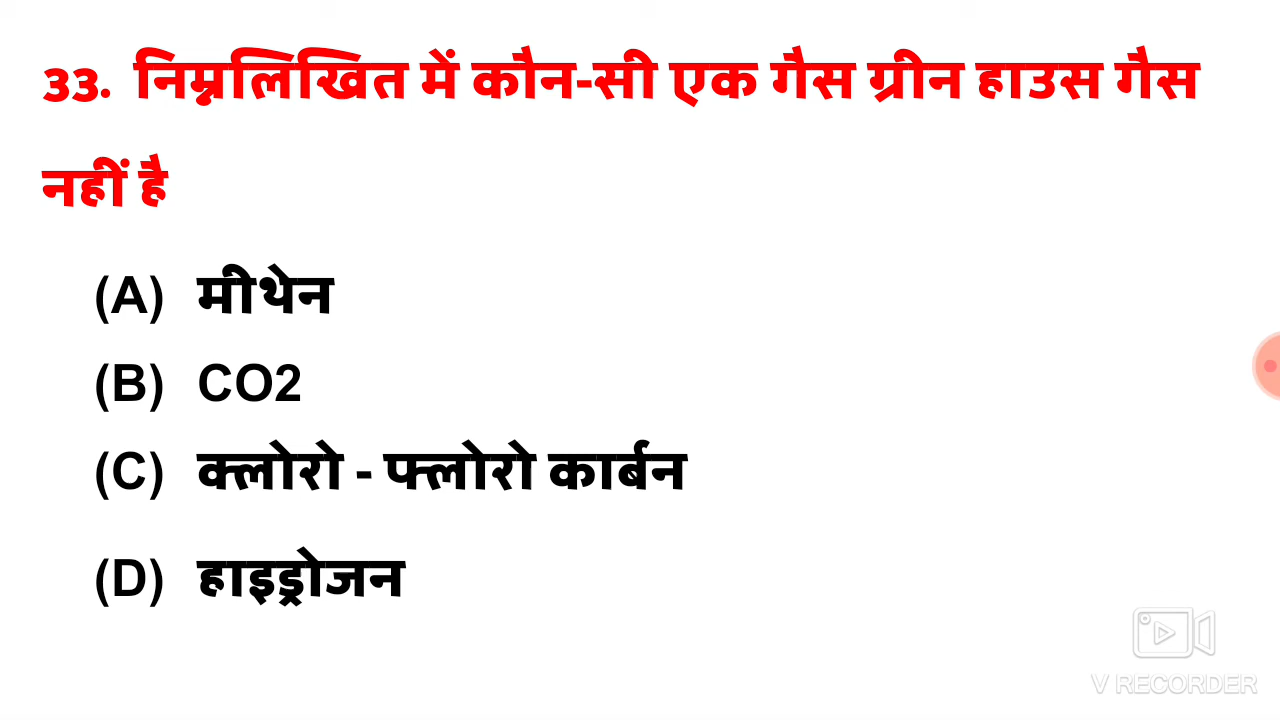 33. निम्नलिखित में कौन-सी एक गैस ग्रीन हाउस गैस
नहीं है
(A) मीथेन
(B) CO2
(C) क्लोरो - फ्लोरो कार्बन
(D) हाइड्रोजन
V RECORDER